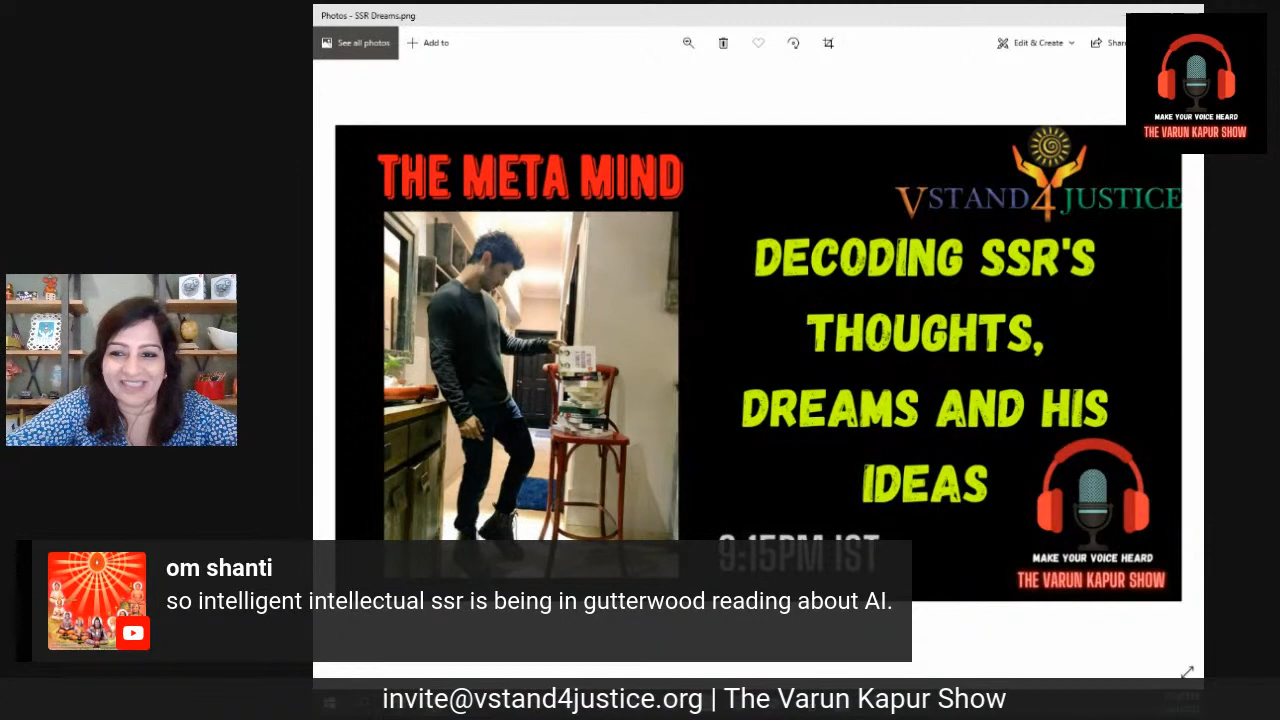 Photos - SSR Dreams.png
See all photos
Add to
Edit & Create
Share
MAKE YOUR VOICE HEARD
THE VARUN KAPUR SHOW
THE META MIND
VSTAND4JUSTICE
DECODING SSR'S
THOUGHTS,
DREAMS AND HIS
IDEAS
9:15PM IST
MAKE YOUR VOICE HEARD
THE VARUN KAPUR SHOW
om shanti
so intelligent intellectual ssr is being in gutterwood reading about AI.
invite@vstand4justice.org | The Varun Kapur Show